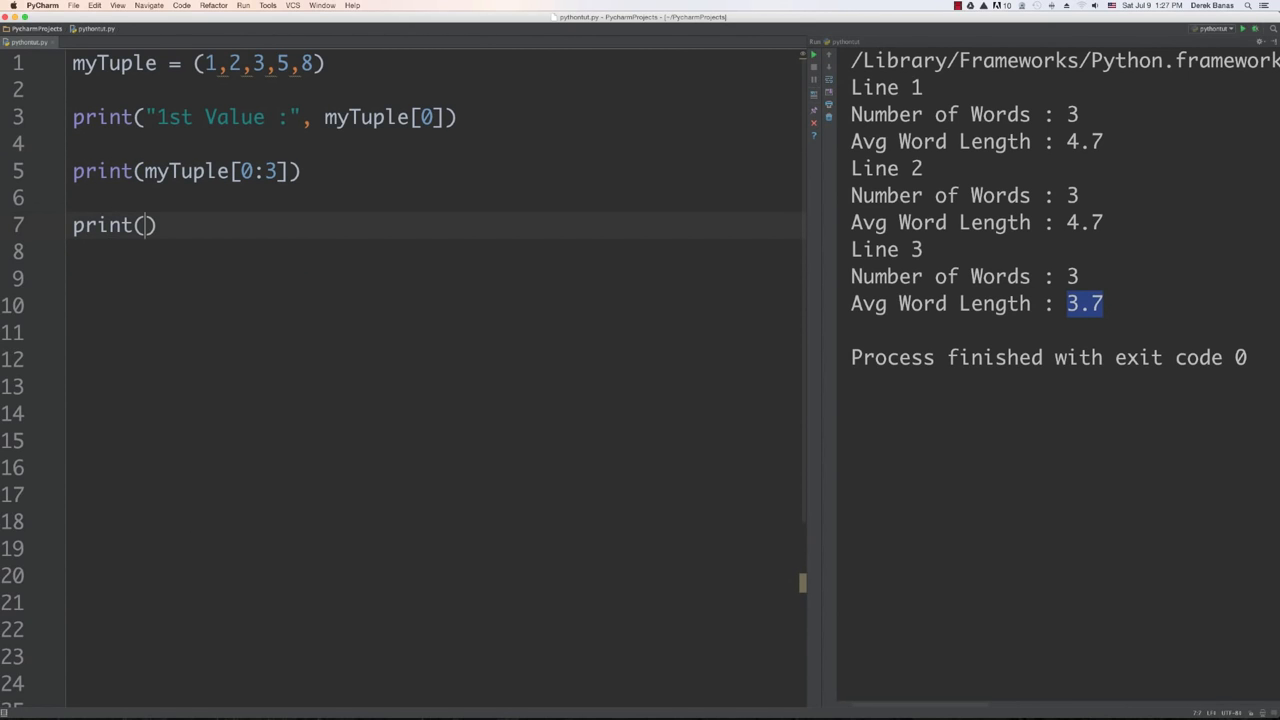 PyCharm File Edit View Navigate Code Refactor Run Tools VCS Window Help
10 Sat Jul 9 1:27 PM Derek Banas
pythontut.py - PycharmProjects - [~/PycharmProjects]
PycharmProjects pythontut.py pythontut
pythontut.py Run pythontut
1 myTuple = (1,2,3,5,8)
2
3 print("1st Value :", myTuple[0])
4
5 print(myTuple[0:3])
6
7 print()
8
9
10
11
12
13
14
15
16
17
18
19
20
21
22
23
24
/Library/Frameworks/Python.framework
Line 1
Number of Words : 3
Avg Word Length : 4.7
Line 2
Number of Words : 3
Avg Word Length : 4.7
Line 3
Number of Words : 3
Avg Word Length : 3.7
Process finished with exit code 0
7:7 LF≑ UTF-8≑